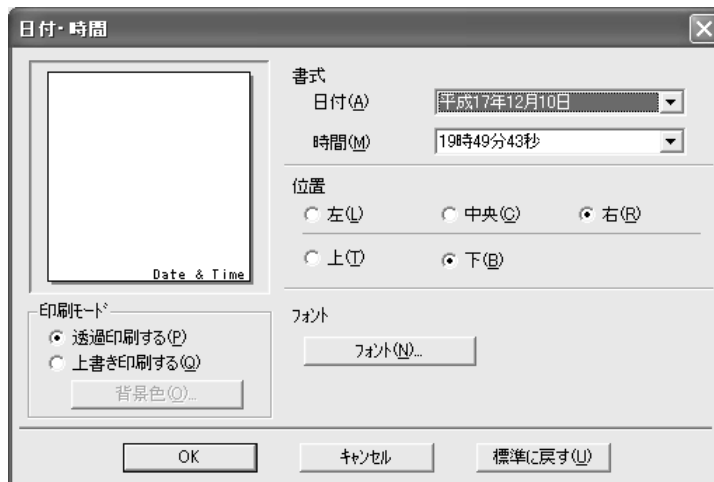 日付・時間
書式
日付(A) 平成17年12月10日
時間(M) 19時49分43秒
位置
左(L) 中央(C) 右(R)
上(T) 下(B)
Date & Time
印刷モード
透過印刷する(P)
上書き印刷する(Q)
背景色(O)...
フォント
フォント(N)...
OK キャンセル 標準に戻す(U)